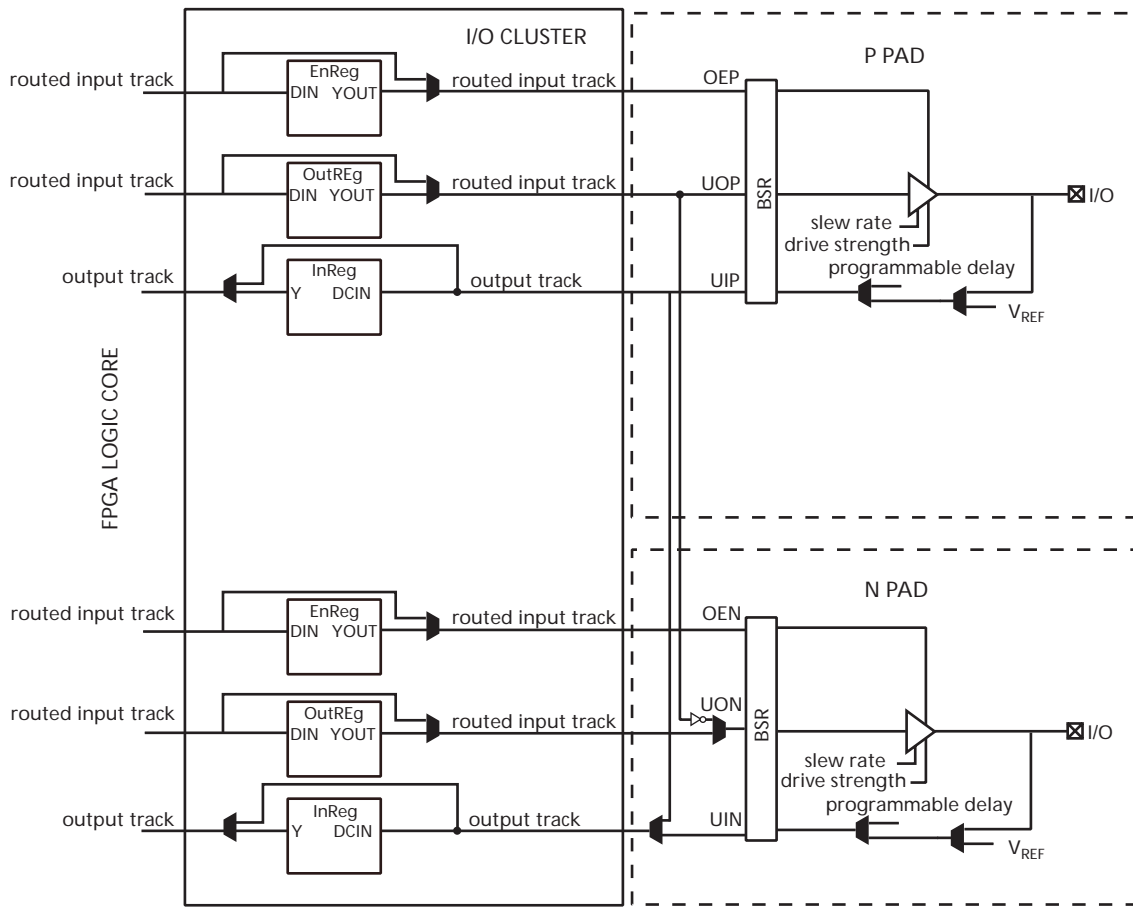 I/O CLUSTER
P PAD
routed input track
EnReg
DIN YOUT
routed input track
OEP
routed input track
OutREg
DIN YOUT
routed input track
UOP
BSR
I/O
slew rate
drive strength
programmable delay
output track
InReg
Y DCIN
output track
UIP
VREF
FPGA LOGIC CORE
N PAD
routed input track
EnReg
DIN YOUT
routed input track
OEN
routed input track
OutREg
DIN YOUT
routed input track
UON
BSR
I/O
slew rate
drive strength
programmable delay
output track
InReg
Y DCIN
output track
UIN
VREF